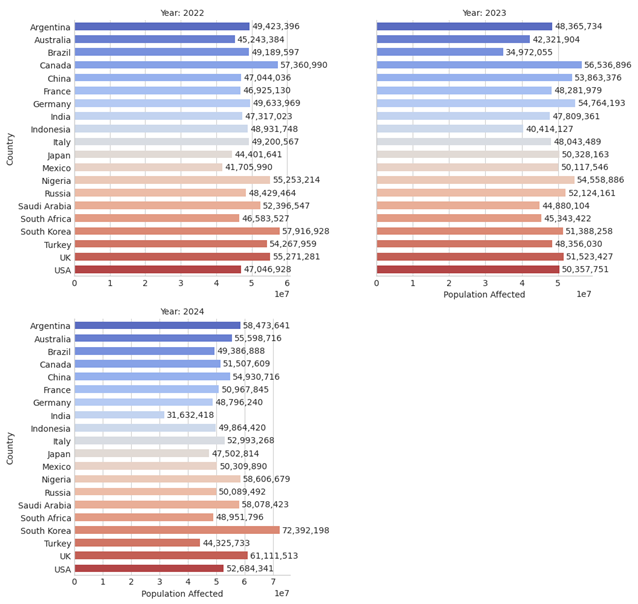 Year: 2022
Country
Argentina 49,423,396
Australia 45,243,384
Brazil 49,189,597
Canada 57,360,990
China 47,044,036
France 46,925,130
Germany 49,633,969
India 47,317,023
Indonesia 48,931,748
Italy 49,200,567
Japan 44,401,641
Mexico 41,705,990
Nigeria 55,253,214
Russia 48,429,464
Saudi Arabia 52,396,547
South Africa 46,583,527
South Korea 57,916,928
Turkey 54,267,959
UK 55,271,281
USA 47,046,928
0 1 2 3 4 5 6
1e7
Year: 2023
48,365,734
42,321,904
34,972,055
56,536,896
53,863,376
48,281,979
54,764,193
47,809,361
40,414,127
48,043,489
50,328,163
50,117,546
54,558,886
52,124,161
44,880,104
45,343,422
51,388,258
48,356,030
51,523,427
50,357,751
0 1 2 3 4 5
Population Affected 1e7
Year: 2024
Country
Argentina 58,473,641
Australia 55,598,716
Brazil 49,386,888
Canada 51,507,609
China 54,930,716
France 50,967,845
Germany 48,796,240
India 31,632,418
Indonesia 49,864,420
Italy 52,993,268
Japan 47,502,814
Mexico 50,309,890
Nigeria 58,606,679
Russia 50,089,492
Saudi Arabia 58,078,423
South Africa 48,951,796
South Korea 72,392,198
Turkey 44,325,733
UK 61,111,513
USA 52,684,341
0 1 2 3 4 5 6 7
Population Affected 1e7